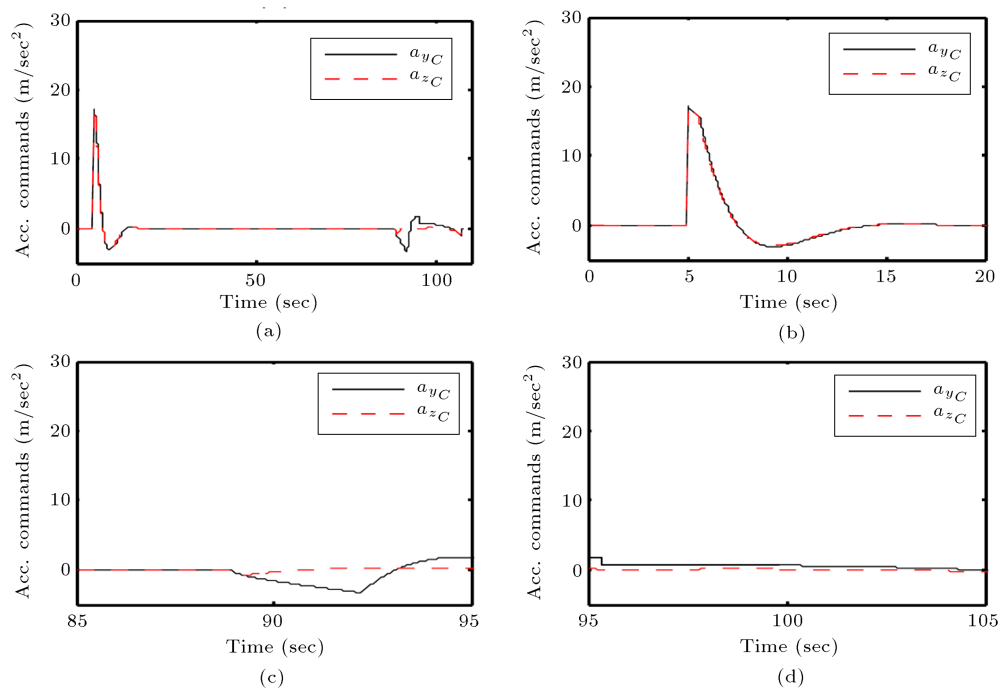 30
20
10
0
Acc. commands (m/sec²)
a_{y_C}
a_{z_C}
0 50 100
Time (sec)
(a)
30
20
10
0
Acc. commands (m/sec²)
a_{y_C}
a_{z_C}
0 5 10 15 20
Time (sec)
(b)
30
20
10
0
Acc. commands (m/sec²)
a_{y_C}
a_{z_C}
85 90 95
Time (sec)
(c)
30
20
10
0
Acc. commands (m/sec²)
a_{y_C}
a_{z_C}
95 100 105
Time (sec)
(d)